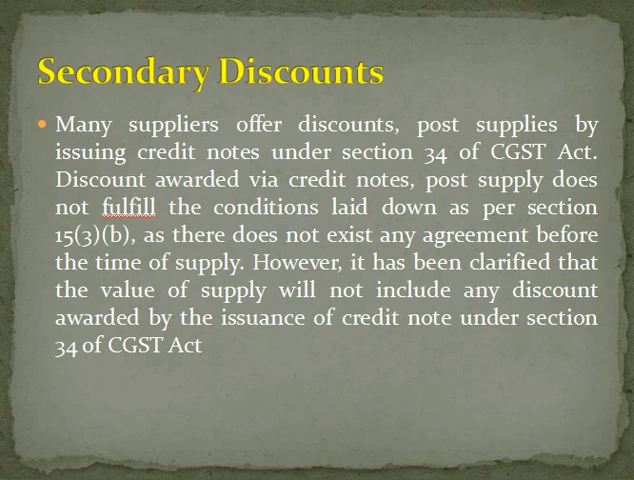 Secondary Discounts
• Many suppliers offer discounts, post supplies by
issuing credit notes under section 34 of CGST Act.
Discount awarded via credit notes, post supply does
not fulfill the conditions laid down as per section
15(3)(b), as there does not exist any agreement before
the time of supply. However, it has been clarified that
the value of supply will not include any discount
awarded by the issuance of credit note under section
34 of CGST Act